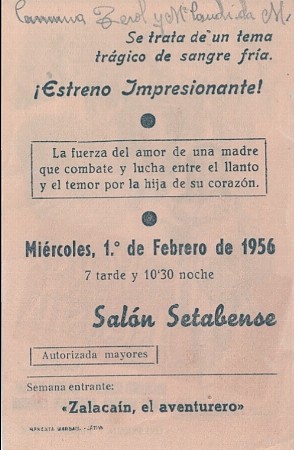 Zerol y Mª
Se trata de un tema
trágico de sangre fría.
¡Estreno Impresionante!
La fuerza del amor de una madre
que combate y lucha entre el llanto
y el temor por la hija de su corazón.
Miércoles, 1.º de Febrero de 1956
7 tarde y 10'30 noche
Salón Setabense
Autorizada mayores
Semana entrante:
«Zalacaín, el aventurero»